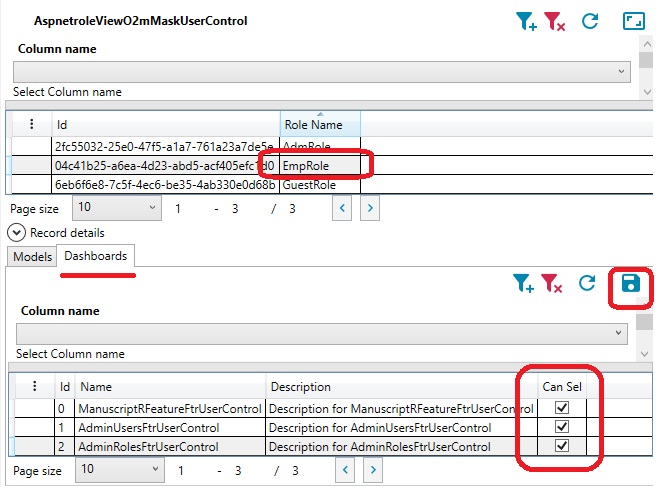 AspnetroleViewO2mMaskUserControl
Column name
Select Column name
Id Role Name
2fc55032-25e0-47f5-a1a7-761a23a7de5e AdmRole
04c41b25-a6ea-4d23-abd5-acf405efc1d0 EmpRole
6eb6f6e8-7c5f-4ec6-be35-4ab330e0d68b GuestRole
Page size 10 1 - 3 / 3 < >
Record details
Models Dashboards
Column name
Select Column name
Id Name Description Can Sel
0 ManuscriptRFeatureFtrUserControl Description for ManuscriptRFeatureFtrUserControl
1 AdminUsersFtrUserControl Description for AdminUsersFtrUserControl
2 AdminRolesFtrUserControl Description for AdminRolesFtrUserControl
Page size 10 1 - 3 / 3 < >